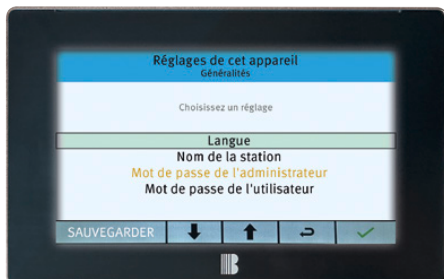 Réglages de cet appareil
Généralités
Choisissez un réglage
Langue
Nom de la station
Mot de passe de l'administrateur
Mot de passe de l'utilisateur
SAUVEGARDER
B